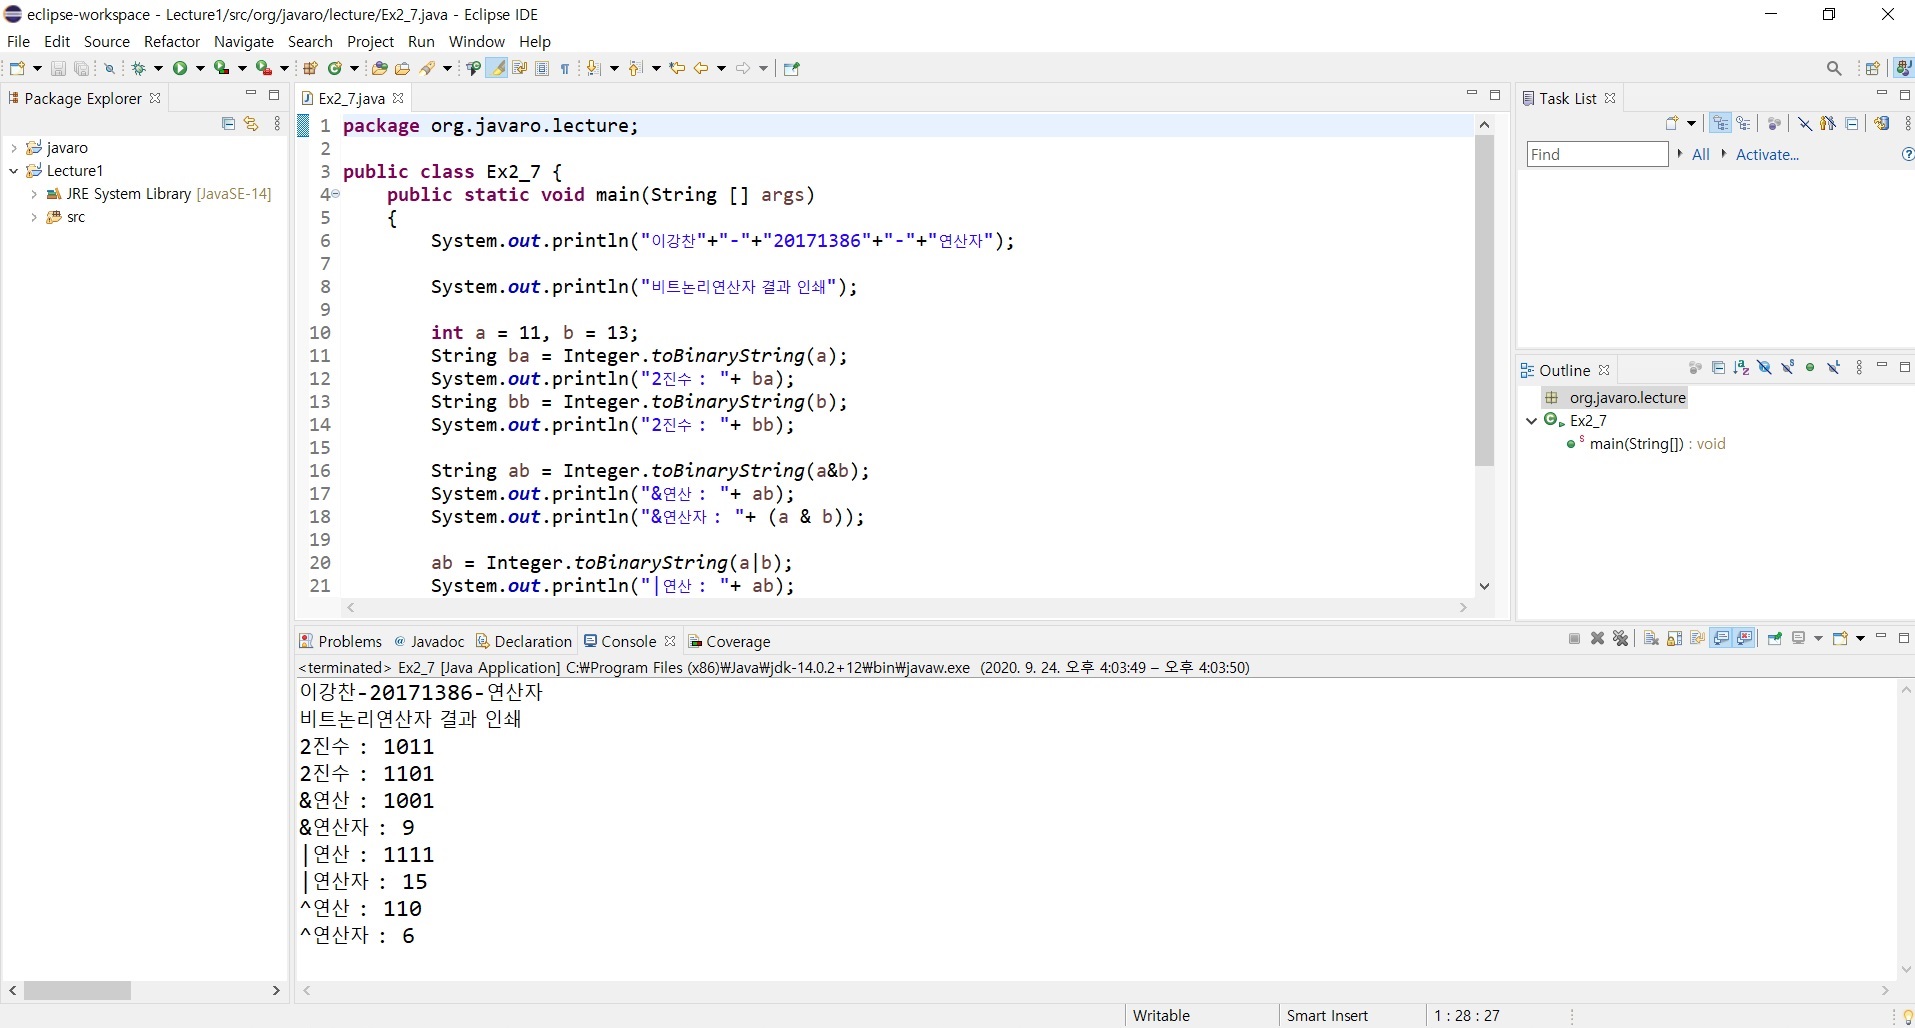 eclipse-workspace - Lecture1/src/org/javaro/lecture/Ex2_7.java - Eclipse IDE
File Edit Source Refactor Navigate Search Project Run Window Help
Package Explorer
javaro
Lecture1
JRE System Library [JavaSE-14]
src
Ex2_7.java
1 package org.javaro.lecture;
2
3 public class Ex2_7 {
4 public static void main(String [] args)
5 {
6 System.out.println("이강찬"+"-"+"20171386"+"-"+"연산자");
7
8 System.out.println("비트논리연산자 결과 인쇄");
9
10 int a = 11, b = 13;
11 String ba = Integer.toBinaryString(a);
12 System.out.println("2진수 : "+ ba);
13 String bb = Integer.toBinaryString(b);
14 System.out.println("2진수 : "+ bb);
15
16 String ab = Integer.toBinaryString(a&b);
17 System.out.println("&연산 : "+ ab);
18 System.out.println("&연산자 : "+ (a & b));
19
20 ab = Integer.toBinaryString(a|b);
21 System.out.println("|연산 : "+ ab);
Task List
Find All Activate...
Outline
org.javaro.lecture
Ex2_7
main(String[]) : void
Problems Javadoc Declaration Console Coverage
<terminated> Ex2_7 [Java Application] C:₩Program Files (x86)₩Java₩jdk-14.0.2+12₩bin₩javaw.exe (2020. 9. 24. 오후 4:03:49 – 오후 4:03:50)
이강찬-20171386-연산자
비트논리연산자 결과 인쇄
2진수 : 1011
2진수 : 1101
&연산 : 1001
&연산자 : 9
|연산 : 1111
|연산자 : 15
^연산 : 110
^연산자 : 6
Writable Smart Insert 1 : 28 : 27